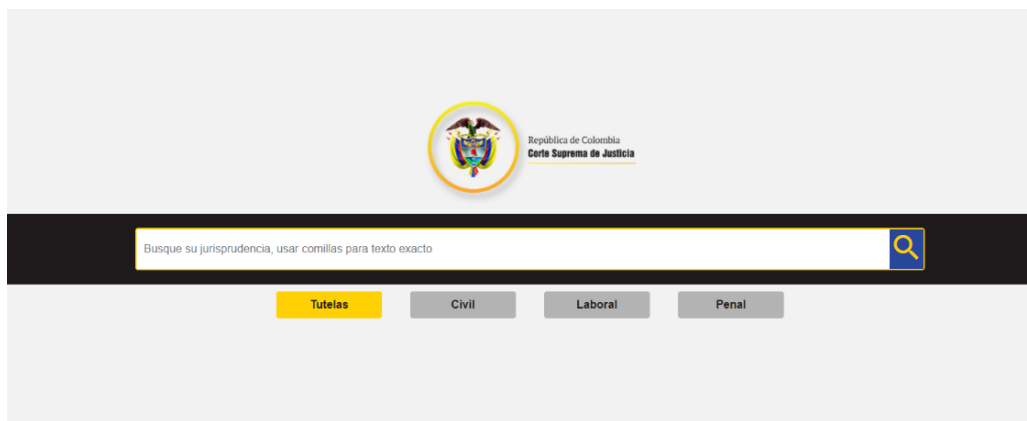 República de Colombia
Corte Suprema de Justicia
Busque su jurisprudencia, usar comillas para texto exacto
Tutelas Civil Laboral Penal